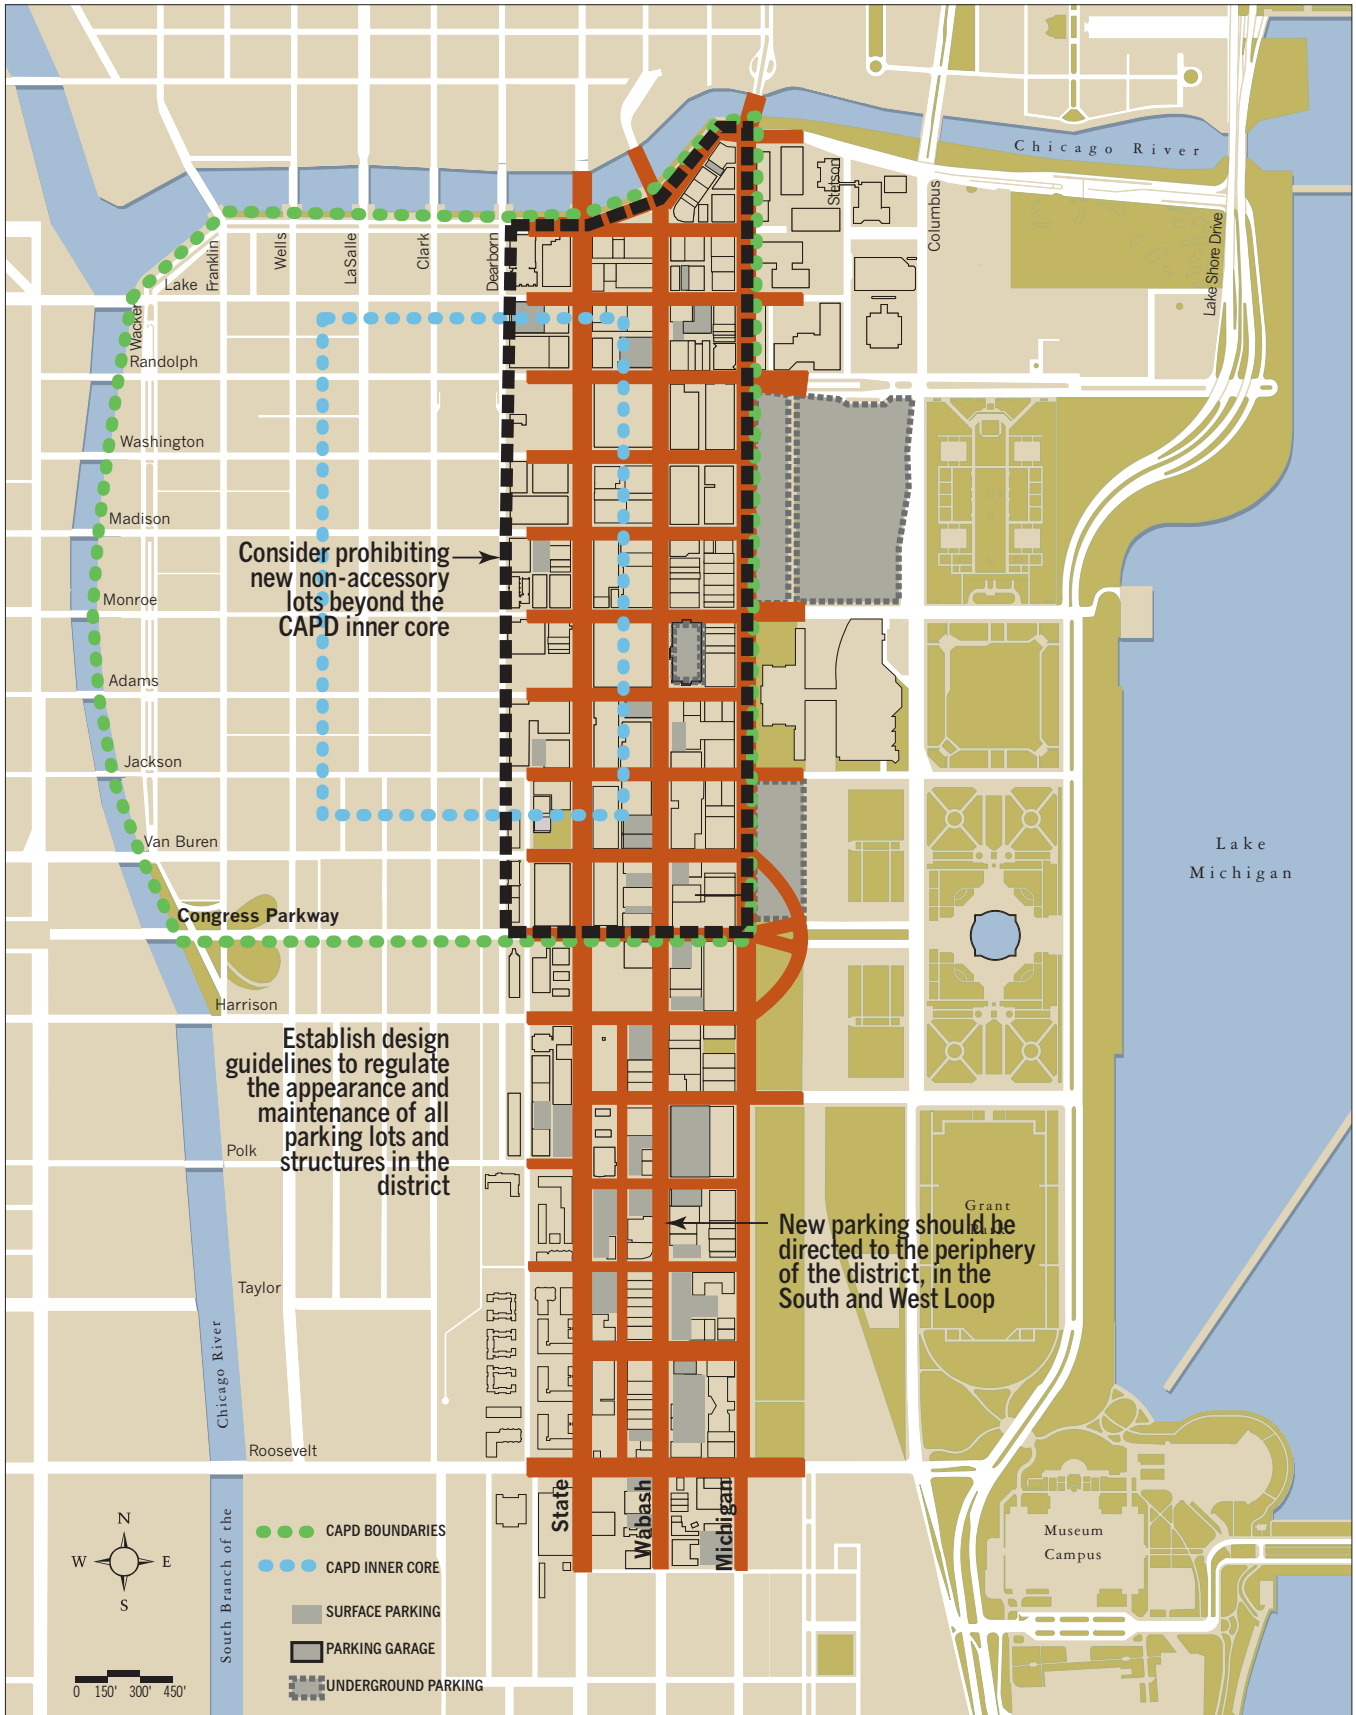 Chicago River
Stetson
Columbus
Lake Shore Drive
Franklin
Wells
LaSalle
Clark
Dearborn
Lake
Wacker
Randolph
Washington
Madison
Consider prohibiting
new non-accessory
lots beyond the
CAPD inner core
Monroe
Adams
Jackson
Van Buren
Lake
Michigan
Congress Parkway
Harrison
Establish design
guidelines to regulate
the appearance and
maintenance of all
parking lots and
structures in the
district
Polk
Grant
Park
New parking should be
directed to the periphery
of the district, in the
South and West Loop
Taylor
Chicago River
Roosevelt
State
Wabash
Michigan
South Branch of the
Museum
Campus
N
W
E
S
CAPD BOUNDARIES
CAPD INNER CORE
SURFACE PARKING
PARKING GARAGE
UNDERGROUND PARKING
0 150' 300' 450'